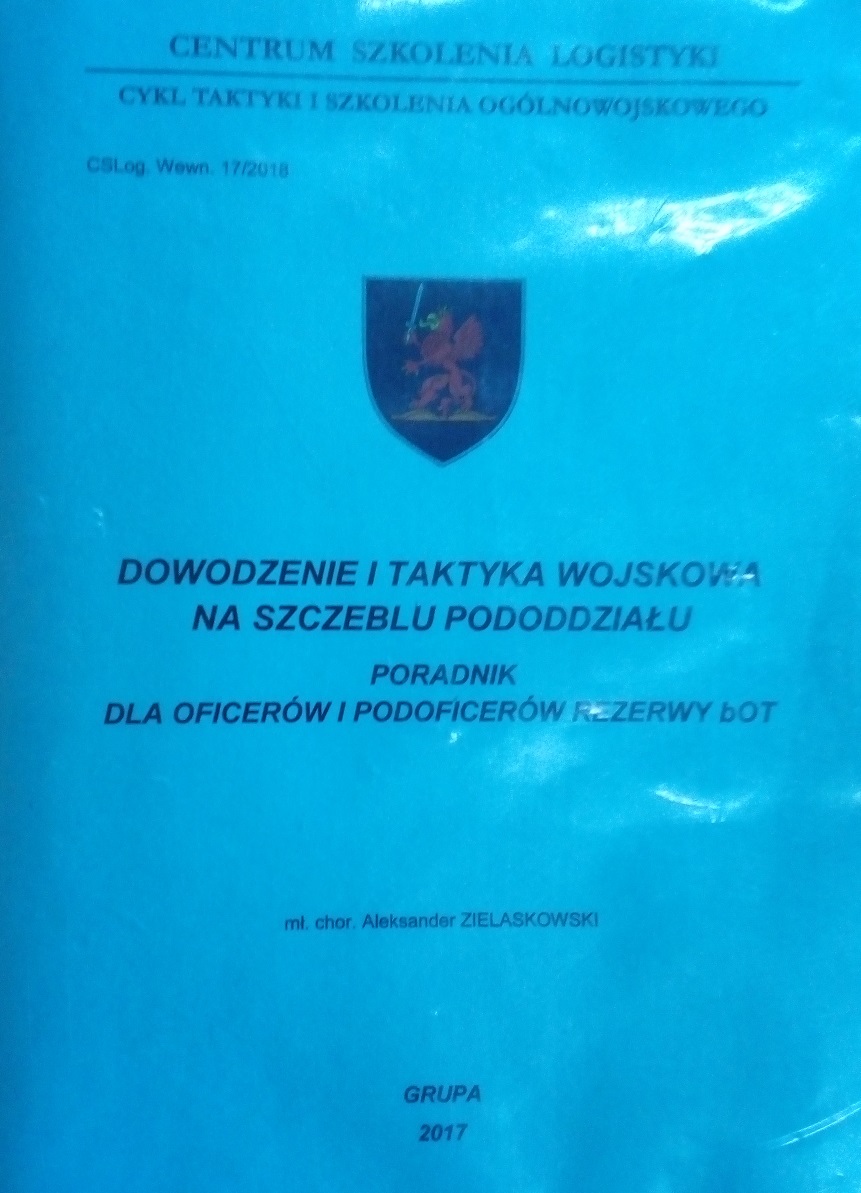 CENTRUM SZKOLENIA LOGISTYKI
CYKL TAKTYKI I SZKOLENIA OGÓLNOWOJSKOWEGO
CSLog. Wewn. 17/2018
DOWODZENIE I TAKTYKA WOJSKOWA
NA SZCZEBLU PODODDZIAŁU
PORADNIK
DLA OFICERÓW I PODOFICERÓW REZERWY bOT
mł. chor. Aleksander ZIELASKOWSKI
GRUPA
2017